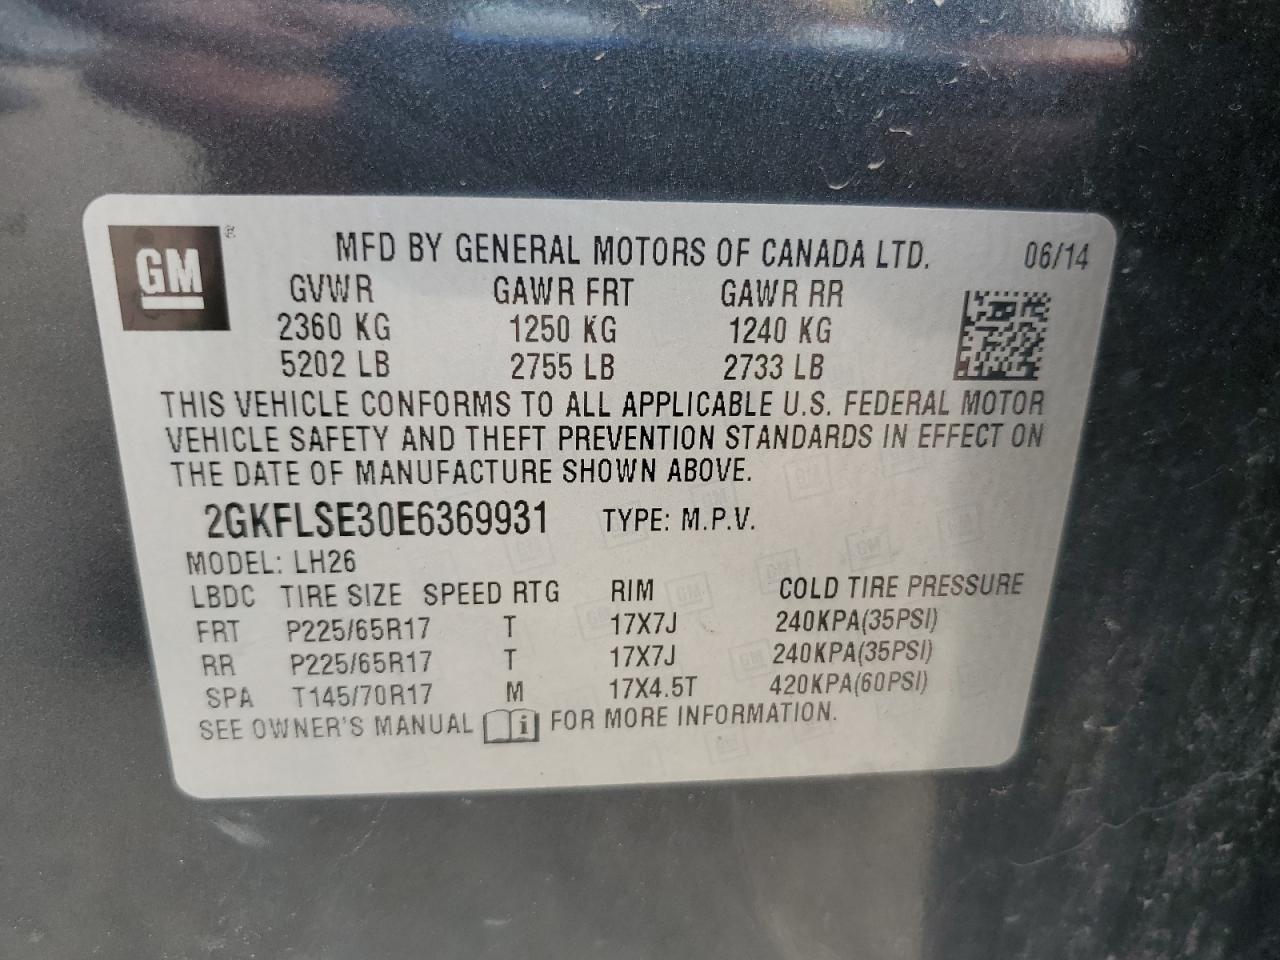 GM ®
MFD BY GENERAL MOTORS OF CANADA LTD. 06/14
GVWR GAWR FRT GAWR RR
2360 KG 1250 KG 1240 KG
5202 LB 2755 LB 2733 LB
THIS VEHICLE CONFORMS TO ALL APPLICABLE U.S. FEDERAL MOTOR
VEHICLE SAFETY AND THEFT PREVENTION STANDARDS IN EFFECT ON
THE DATE OF MANUFACTURE SHOWN ABOVE.
2GKFLSE30E6369931 TYPE: M.P.V.
MODEL: LH26
LBDC TIRE SIZE SPEED RTG RIM COLD TIRE PRESSURE
FRT P225/65R17 T 17X7J 240KPA(35PSI)
RR P225/65R17 T 17X7J 240KPA(35PSI)
SPA T145/70R17 M 17X4.5T 420KPA(60PSI)
SEE OWNER'S MANUAL i FOR MORE INFORMATION.